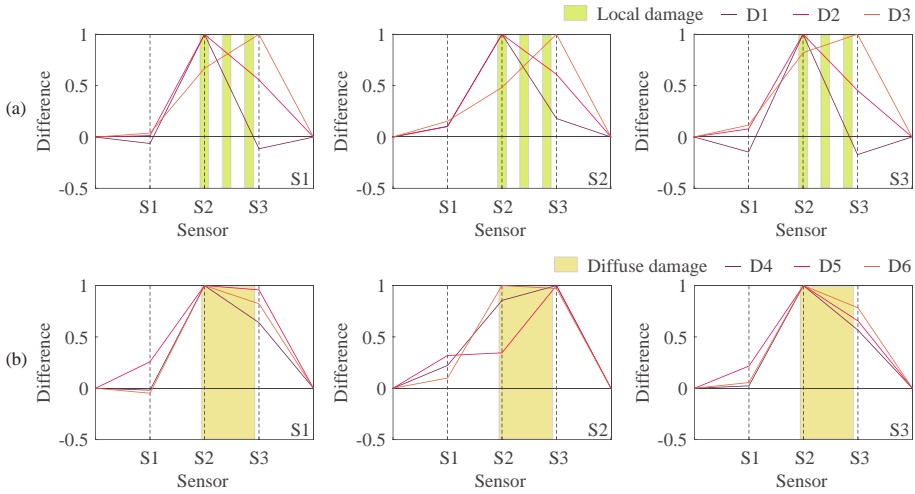 (a)
Local damage D1 D2 D3
Difference
1
0.5
0
-0.5
S1 S2 S3
Sensor
S1
Difference
1
0.5
0
-0.5
S1 S2 S3
Sensor
S2
Difference
1
0.5
0
-0.5
S1 S2 S3
Sensor
S3
(b)
Diffuse damage D4 D5 D6
Difference
1
0.5
0
-0.5
S1 S2 S3
Sensor
S1
Difference
1
0.5
0
-0.5
S1 S2 S3
Sensor
S2
Difference
1
0.5
0
-0.5
S1 S2 S3
Sensor
S3